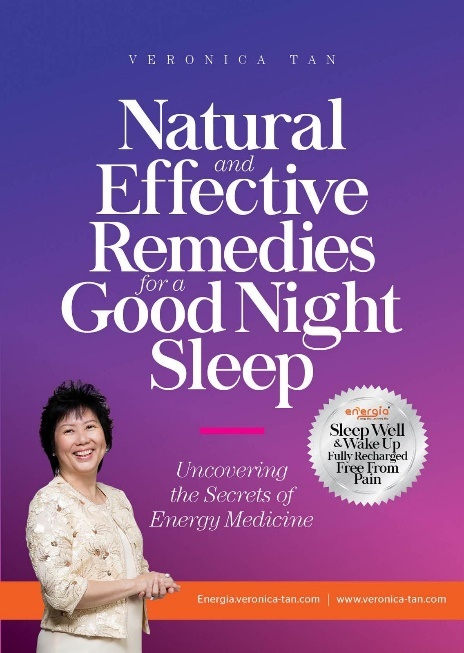 VERONICA TAN
Natural
and
Effective
Remedies
for a
Good Night
Sleep
Uncovering
the Secrets of
Energy Medicine
energia
Sleep Well
& Wake Up
Fully Recharged
Free From
Pain
Energia.veronica-tan.com | www.veronica-tan.com